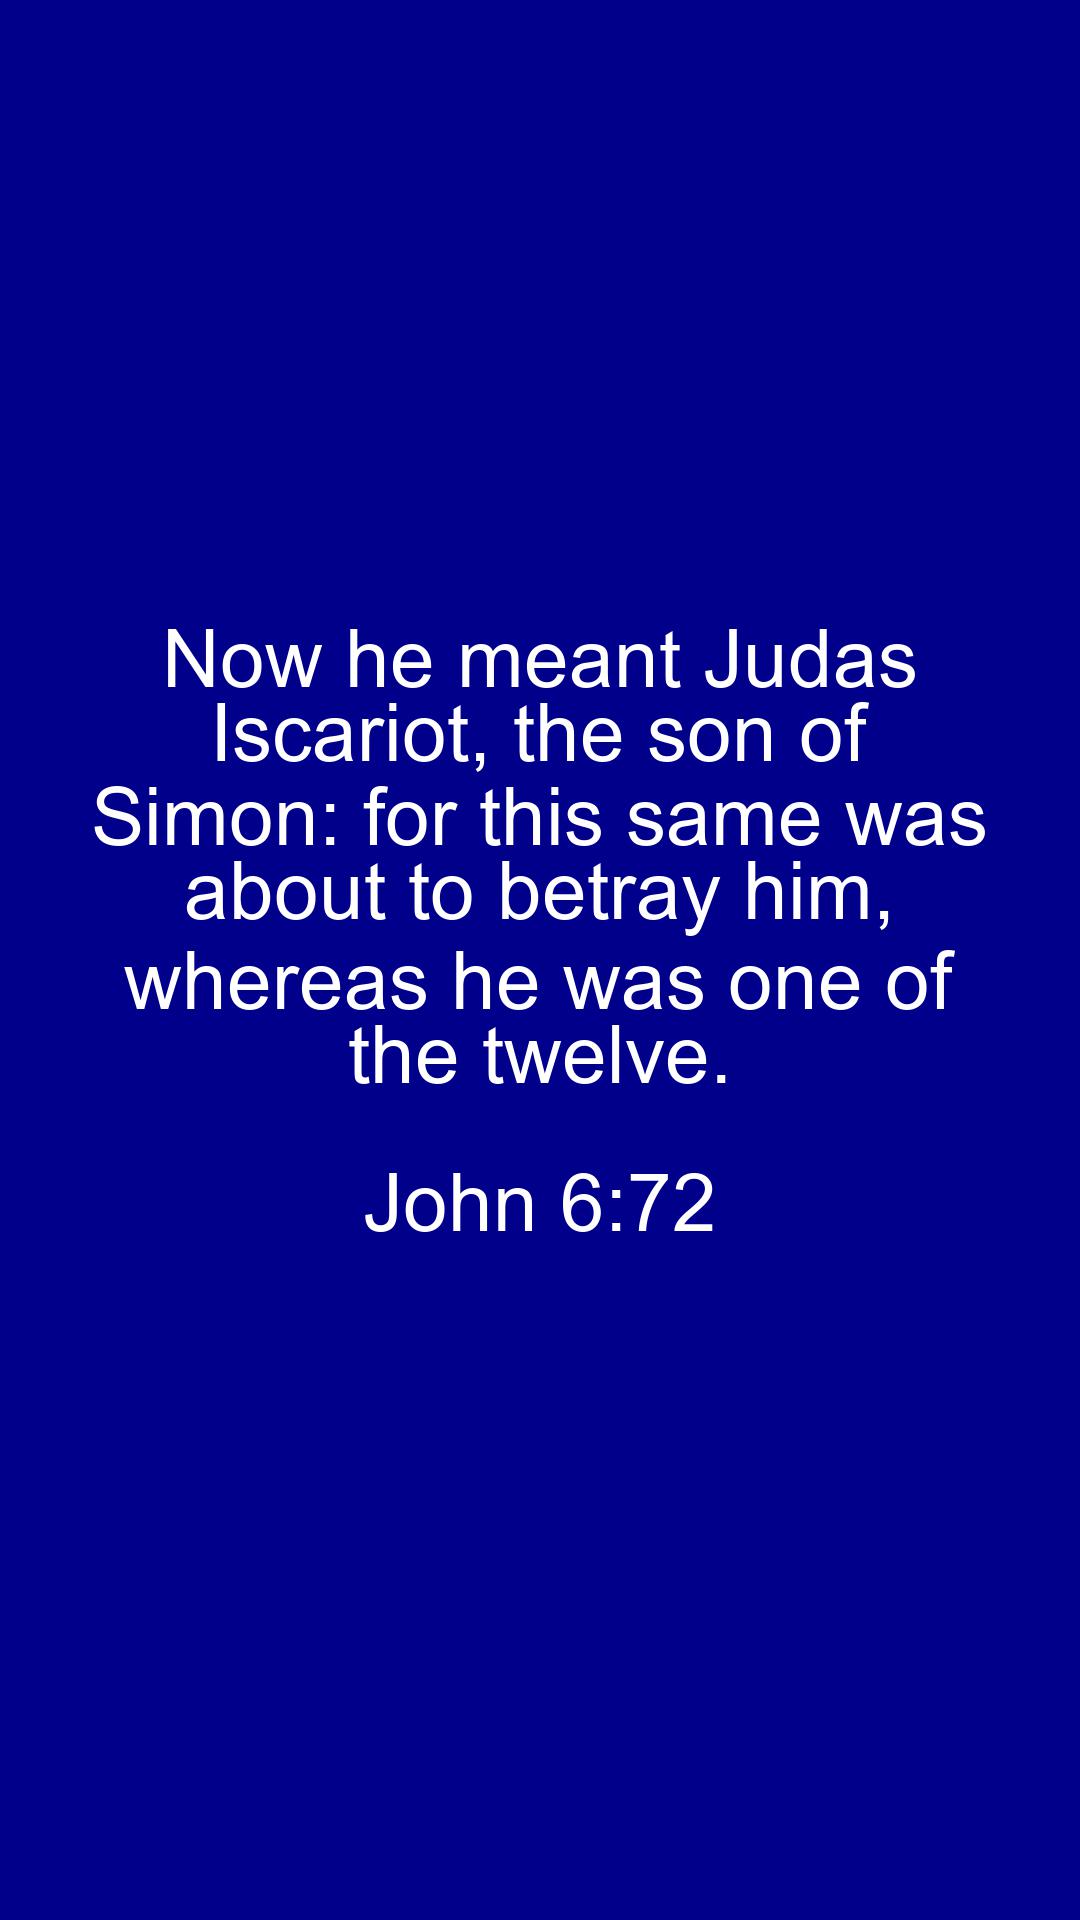 Now he meant Judas
Iscariot, the son of
Simon: for this same was
about to betray him,
whereas he was one of
the twelve.
John 6:72